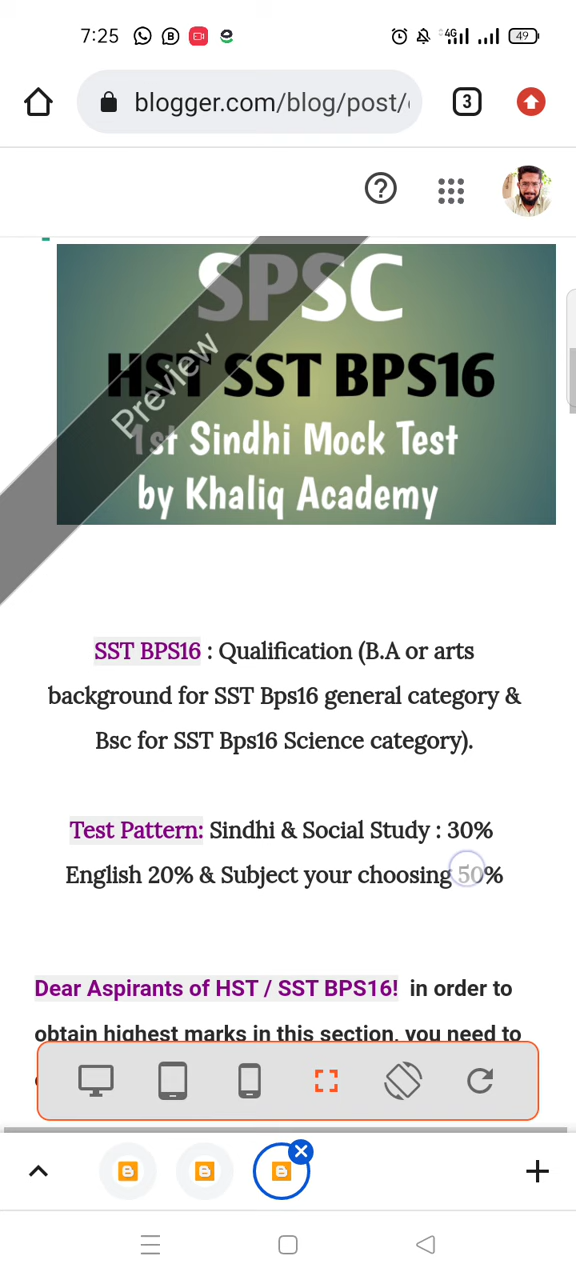 7:25
4G
49
blogger.com/blog/post/
3
SPSC
HST SST BPS16
Preview
1st Sindhi Mock Test
by Khaliq Academy
SST BPS16 : Qualification (B.A or arts
background for SST Bps16 general category &
Bsc for SST Bps16 Science category).
Test Pattern: Sindhi & Social Study : 30%
English 20% & Subject your choosing 50%
Dear Aspirants of HST / SST BPS16! in order to
obtain highest marks in this section, you need to